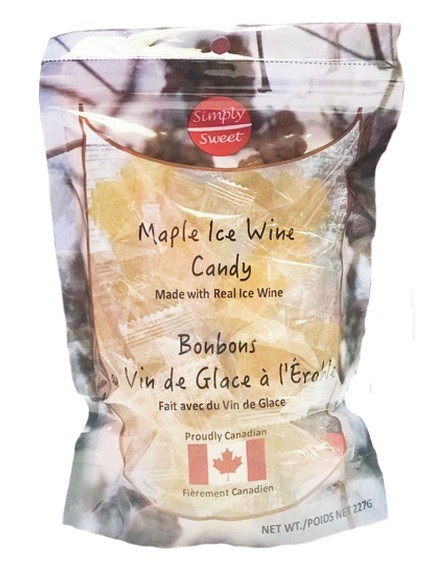 Simply
Sweet
Maple Ice Wine
Candy
Made with Real Ice Wine
Bonbons
Vin de Glace à l'Érable
Fait avec du Vin de Glace
Proudly Canadian
Fièrement Canadien
NET WT./POIDS NET 227G